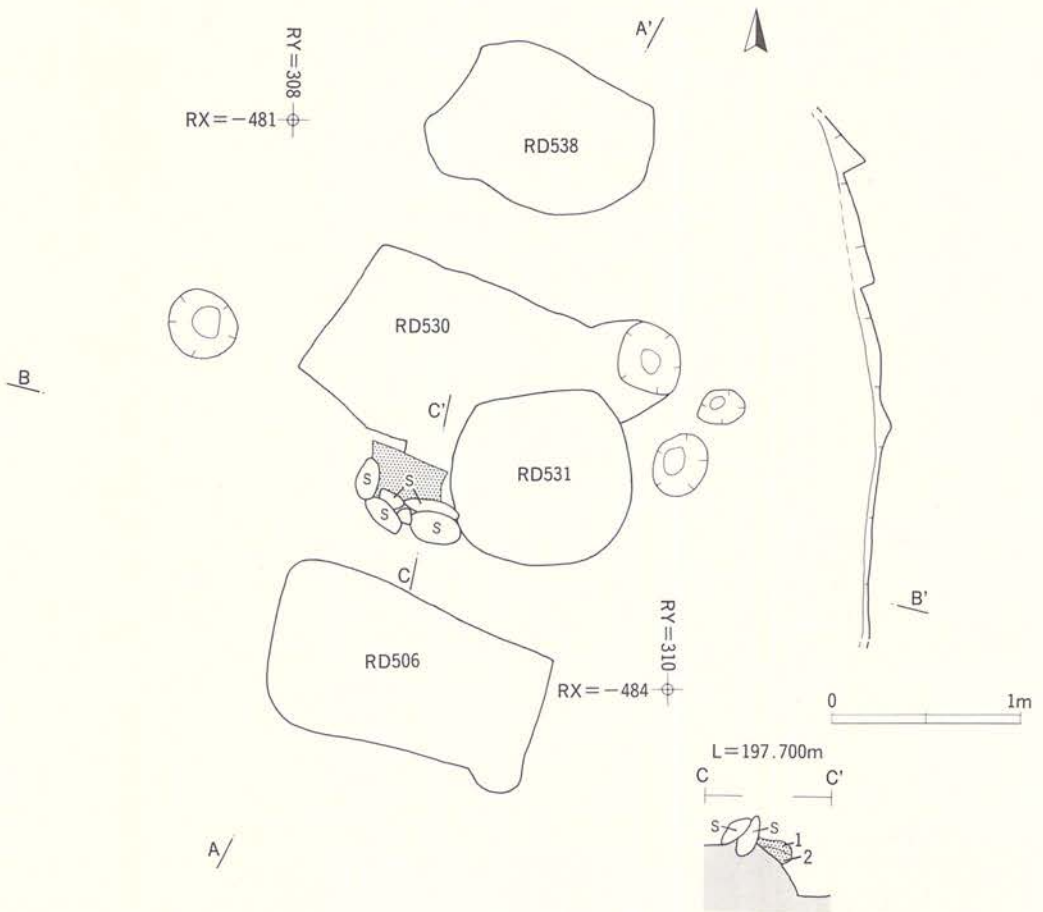 A'
RY=308
RX=−481
RD538
RD530
B
C'
S
S
RD531
S
S
C
B'
RY=310
RD506
RX=−484
0 1m
L=197.700m
C C'
S S 1
2
A